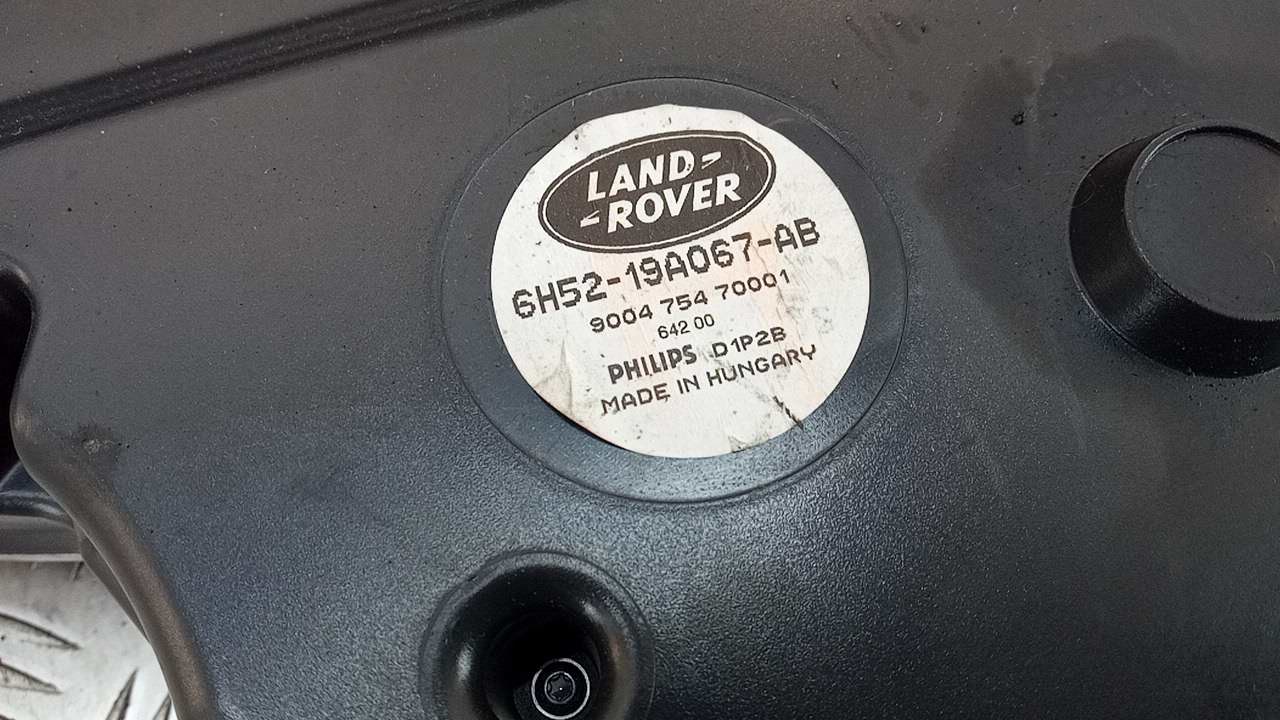 LAND
ROVER
6H52-19A067-AB
9004 754 70001
642 00
PHILIPS D1P2B
MADE IN HUNGARY